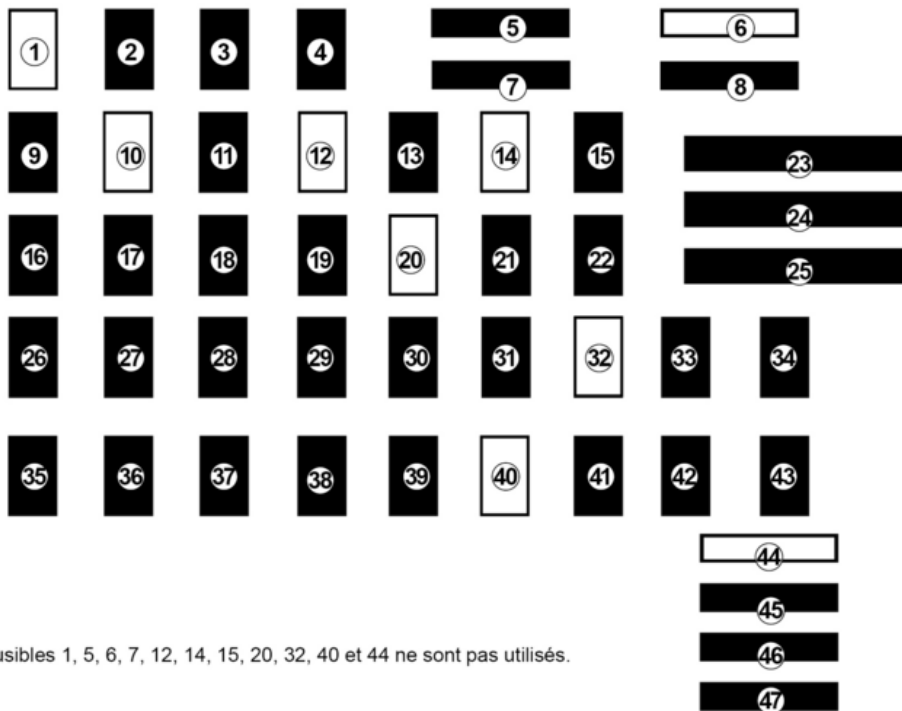 1 2 3 4 5 6
7 8
9 10 11 12 13 14 15 23
16 17 18 19 20 21 22 24
25
26 27 28 29 30 31 32 33 34
35 36 37 38 39 40 41 42 43
44
45
usibles 1, 5, 6, 7, 12, 14, 15, 20, 32, 40 et 44 ne sont pas utilisés. 46
47